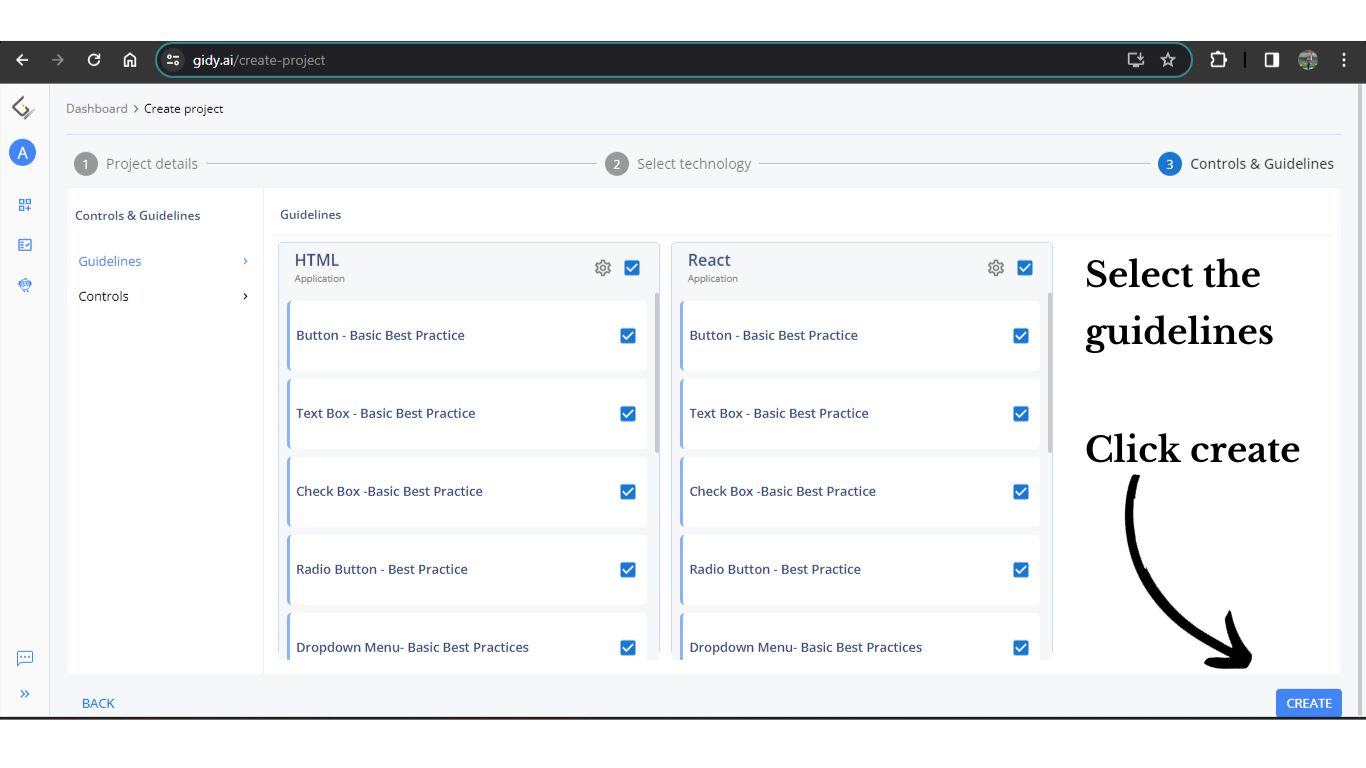 gidy.ai/create-project
A
Dashboard > Create project
1 Project details
2 Select technology
3 Controls & Guidelines
Controls & Guidelines
Guidelines
Controls
Guidelines
HTML
Application
Button - Basic Best Practice
Text Box - Basic Best Practice
Check Box -Basic Best Practice
Radio Button - Best Practice
Dropdown Menu- Basic Best Practices
React
Application
Button - Basic Best Practice
Text Box - Basic Best Practice
Check Box -Basic Best Practice
Radio Button - Best Practice
Dropdown Menu- Basic Best Practices
Select the
guidelines
Click create
BACK
CREATE